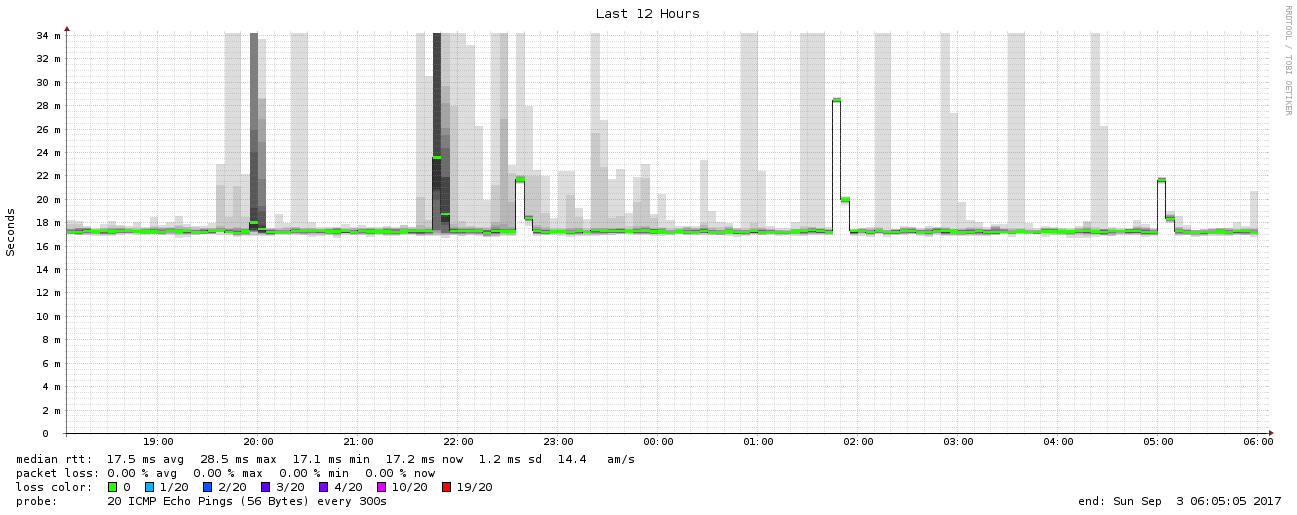 Last 12 Hours
RRDTOOL / TOBI OETIKER
Seconds
34 m
32 m
30 m
28 m
26 m
24 m
22 m
20 m
18 m
16 m
14 m
12 m
10 m
8 m
6 m
4 m
2 m
0
19:00 20:00 21:00 22:00 23:00 00:00 01:00 02:00 03:00 04:00 05:00 06:00
median rtt: 17.5 ms avg 28.5 ms max 17.1 ms min 17.2 ms now 1.2 ms sd 14.4 am/s
packet loss: 0.00 % avg 0.00 % max 0.00 % min 0.00 % now
loss color: 0 1/20 2/20 3/20 4/20 10/20 19/20
probe: 20 ICMP Echo Pings (56 Bytes) every 300s end: Sun Sep 3 06:05:05 2017